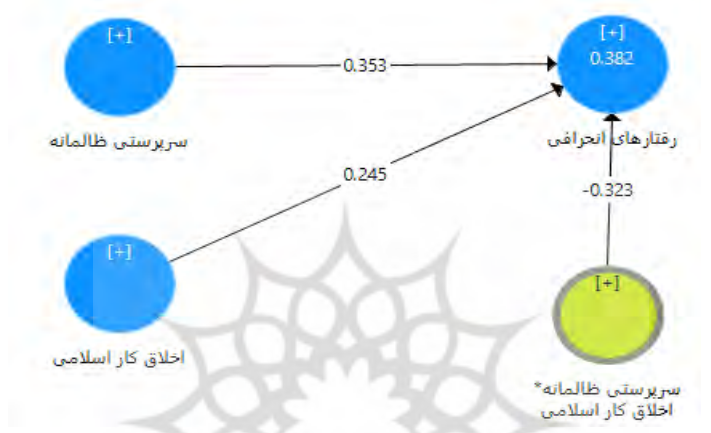 [+]
[+]
0.382
0.353
سرپرستی ظالمانه
رفتارهای انحرافی
0.245
-0.323
[+]
[+]
اخلاق کار اسلامی
سرپرستی ظالمانه*
اخلاق کار اسلامی